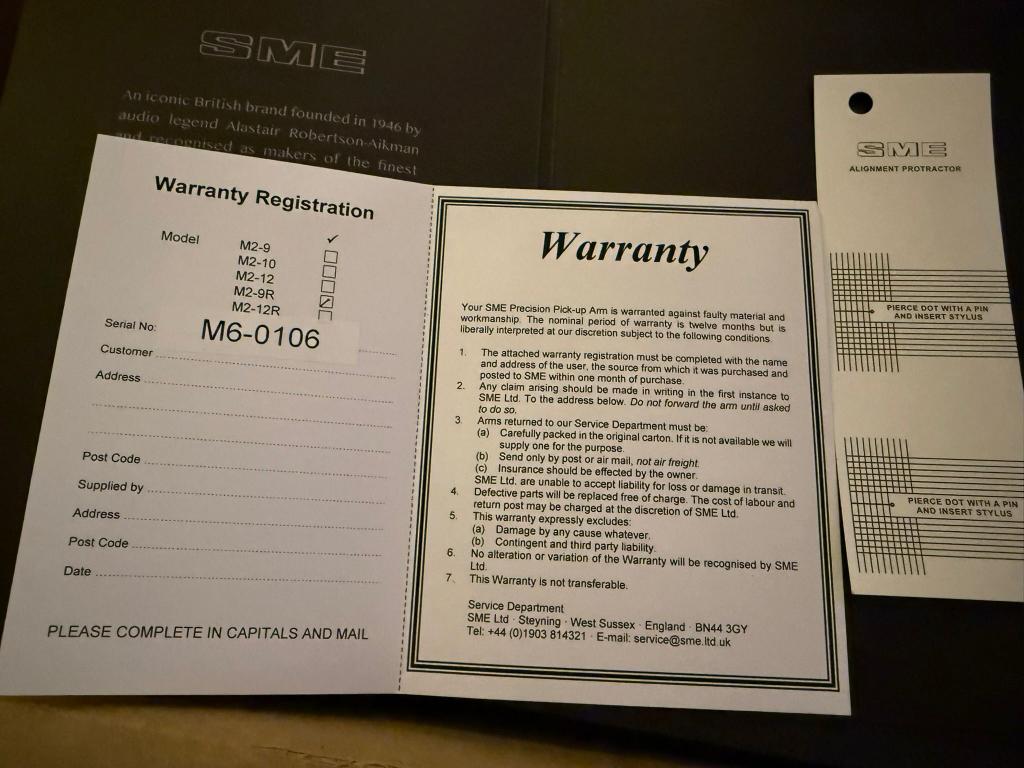 SME
An iconic British brand founded in 1946 by
audio legend Alastair Robertson-Aikman
and recognised as makers of the finest
Warranty Registration
Model ✓
M2-9
M2-10
M2-12
M2-9R
M2-12R
Serial No: M6-0106
Customer
Address
Post Code
Supplied by
Address
Post Code
Date
PLEASE COMPLETE IN CAPITALS AND MAIL
Warranty
Your SME Precision Pick-up Arm is warranted against faulty material and
workmanship. The nominal period of warranty is twelve months but is
liberally interpreted at our discretion subject to the following conditions.
1. The attached warranty registration must be completed with the name
and address of the user, the source from which it was purchased and
posted to SME within one month of purchase.
2. Any claim arising should be made in writing in the first instance to
SME Ltd. To the address below. Do not forward the arm until asked
to do so.
3. Arms returned to our Service Department must be:
(a) Carefully packed in the original carton. If it is not available we will
supply one for the purpose.
(b) Send only by post or air mail, not air freight.
(c) Insurance should be effected by the owner.
SME Ltd. are unable to accept liability for loss or damage in transit.
4. Defective parts will be replaced free of charge. The cost of labour and
return post may be charged at the discretion of SME Ltd.
5. This warranty expressly excludes:
(a) Damage by any cause whatever.
(b) Contingent and third party liability.
6. No alteration or variation of the Warranty will be recognised by SME
Ltd.
7. This Warranty is not transferable.
Service Department
SME Ltd · Steyning · West Sussex · England · BN44 3GY
Tel: +44 (0)1903 814321 · E-mail: service@sme.ltd.uk
SME
ALIGNMENT PROTRACTOR
PIERCE DOT WITH A PIN
AND INSERT STYLUS
PIERCE DOT WITH A PIN
AND INSERT STYLUS